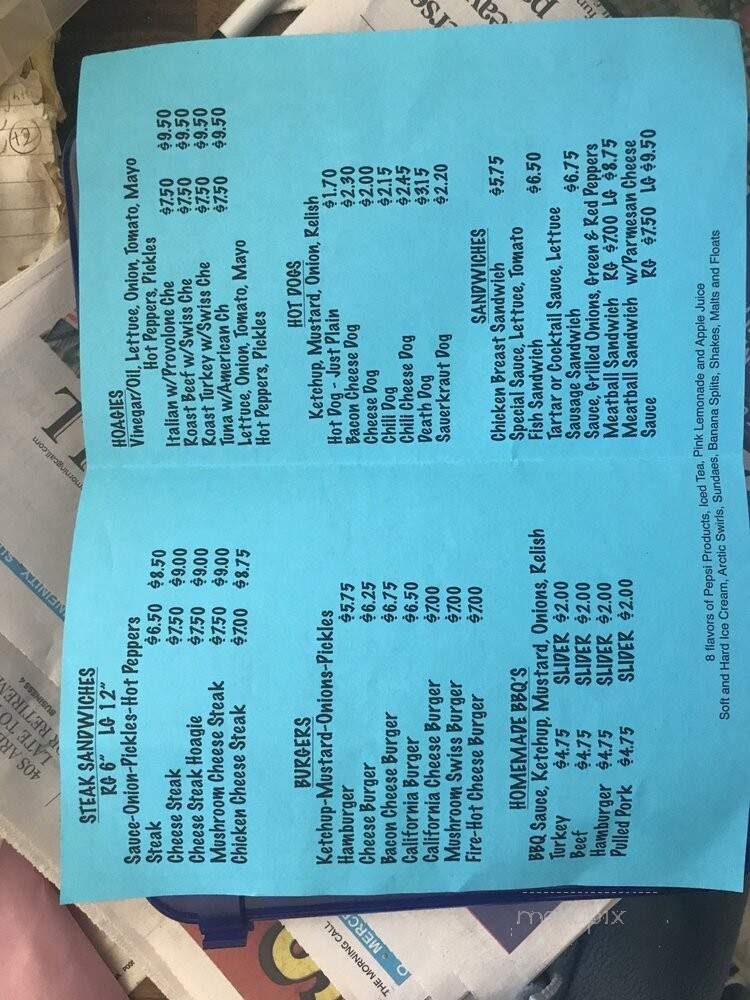 STEAK SANDWICHES
RG 6" LG 12"
Sauce-Onion-Pickles-Hot Peppers
Steak $6.50 $8.50
Cheese Steak $7.50 $9.00
Cheese Steak Hoagie $7.50 $9.00
Mushroom Cheese Steak $7.50 $9.00
Chicken Cheese Steak $7.00 $8.75
BURGERS
Ketchup-Mustard-Onions-Pickles
Hamburger $5.75
Cheese Burger $6.25
Bacon Cheese Burger $6.75
California Burger $6.50
California Cheese Burger $7.00
Mushroom Swiss Burger $7.00
Fire-Hot Cheese Burger $7.00
HOMEMADE BBQ'S
BBQ Sauce, Ketchup, Mustard, Onions, Relish
Turkey $4.75 SLIDER $2.00
Beef $4.75 SLIDER $2.00
Hamburger $4.75 SLIDER $2.00
Pulled Pork $4.75 SLIDER $2.00
HOAGIES
Vinegar/Oil, Lettuce, Onion, Tomato, Mayo
Hot Peppers, Pickles
Italian w/Provolone Che $7.50 $9.50
Roast Beef w/Swiss Che $7.50 $9.50
Roast Turkey w/Swiss Che $7.50 $9.50
Tuna w/American Ch $7.50 $9.50
Lettuce, Onion, Tomato, Mayo
Hot Peppers, Pickles
HOT DOGS
Ketchup, Mustard, Onion, Relish
Hot Dog - Just Plain $1.70
Bacon Cheese Dog $2.30
Cheese Dog $2.00
Chili Dog $2.15
Chili Cheese Dog $2.45
Death Dog $3.15
Sauerkraut Dog $2.20
SANDWICHES
Chicken Breast Sandwich $5.75
Special Sauce, Lettuce, Tomato
Fish Sandwich $6.50
Tartar or Cocktail Sauce, Lettuce
Sausage Sandwich $6.75
Sauce, Grilled Onions, Green & Red Peppers
Meatball Sandwich RG $7.00 LG $8.75
Meatball Sandwich w/Parmesan Cheese
Sauce RG $7.50 LG $9.50
8 flavors of Pepsi Products, Iced Tea, Pink Lemonade and Apple Juice
Soft and Hard Ice Cream, Arctic Swirls, Sundaes, Banana Splits, Shakes, Malts and Floats
40S ARE
LATE TO
BUSINESS 4
THE MORNING CALL
MERC